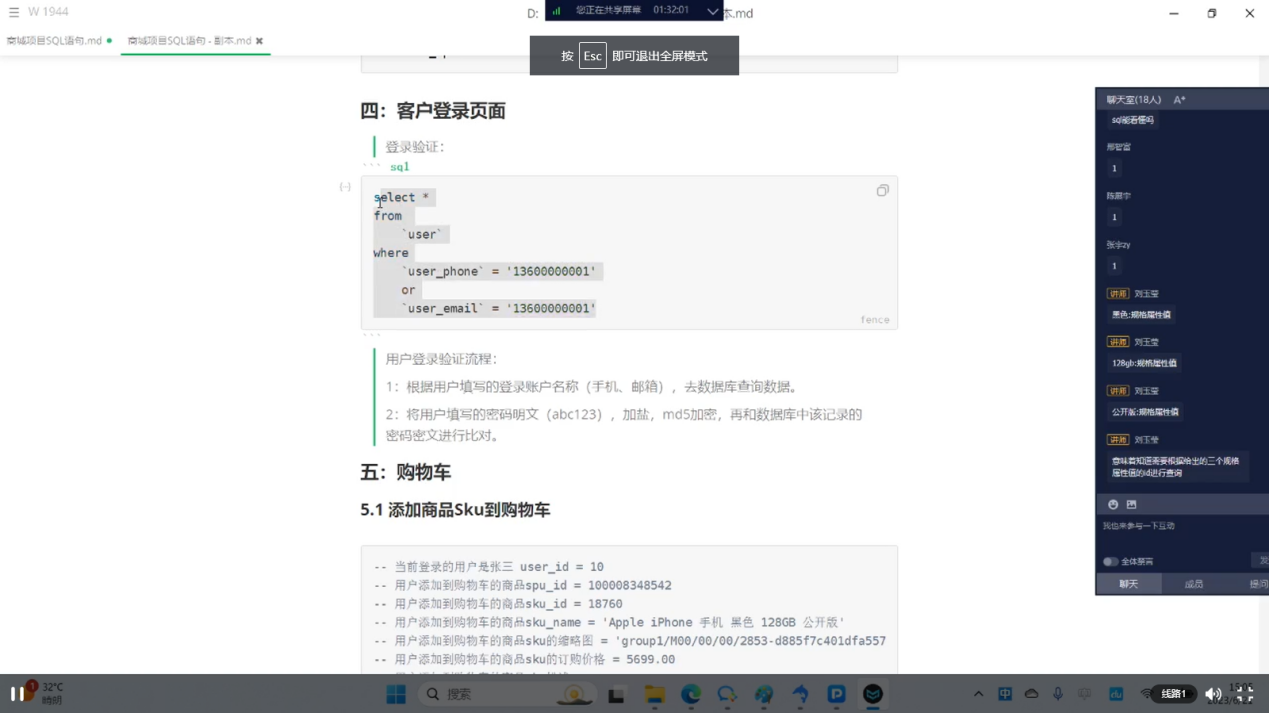 W 1944
D:
您正在共享屏幕 01:32:01
本.md
商城项目SQL语句.md
商城项目SQL语句 - 副本.md
按 Esc 即可退出全屏模式
四：客户登录页面
登录验证：
``` sql
select *
from
`user`
where
`user_phone` = '13600000001'
or
`user_email` = '13600000001'
fence
```
用户登录验证流程：
1：根据用户填写的登录账户名称（手机、邮箱），去数据库查询数据。
2：将用户填写的密码明文（abc123），加盐，md5加密，再和数据库中该记录的
密码密文进行比对。
五：购物车
5.1 添加商品Sku到购物车
-- 当前登录的用户是张三 user_id = 10
-- 用户添加到购物车的商品spu_id = 100008348542
-- 用户添加到购物车的商品sku_id = 18760
-- 用户添加到购物车的商品sku_name = 'Apple iPhone 手机 黑色 128GB 公开版'
-- 用户添加到购物车的商品sku的缩略图 = 'group1/M00/00/00/2853-d885f7c401dfa557
-- 用户添加到购物车的商品sku的订购价格 = 5699.00
聊天室(18人) A+
sql能看懂吗
1
1
张宇zy
1
讲师 刘玉莹
黑色:规格属性值
讲师 刘玉莹
128gb:规格属性值
讲师 刘玉莹
公开版:规格属性值
讲师 刘玉莹
意味着知道需要根据给出的三个规格
属性值的id进行查询
我也来参与一下互动
全体禁言
发
聊天
成员
提问
1
32°C
晴朗
搜索
中
线路1
15:05